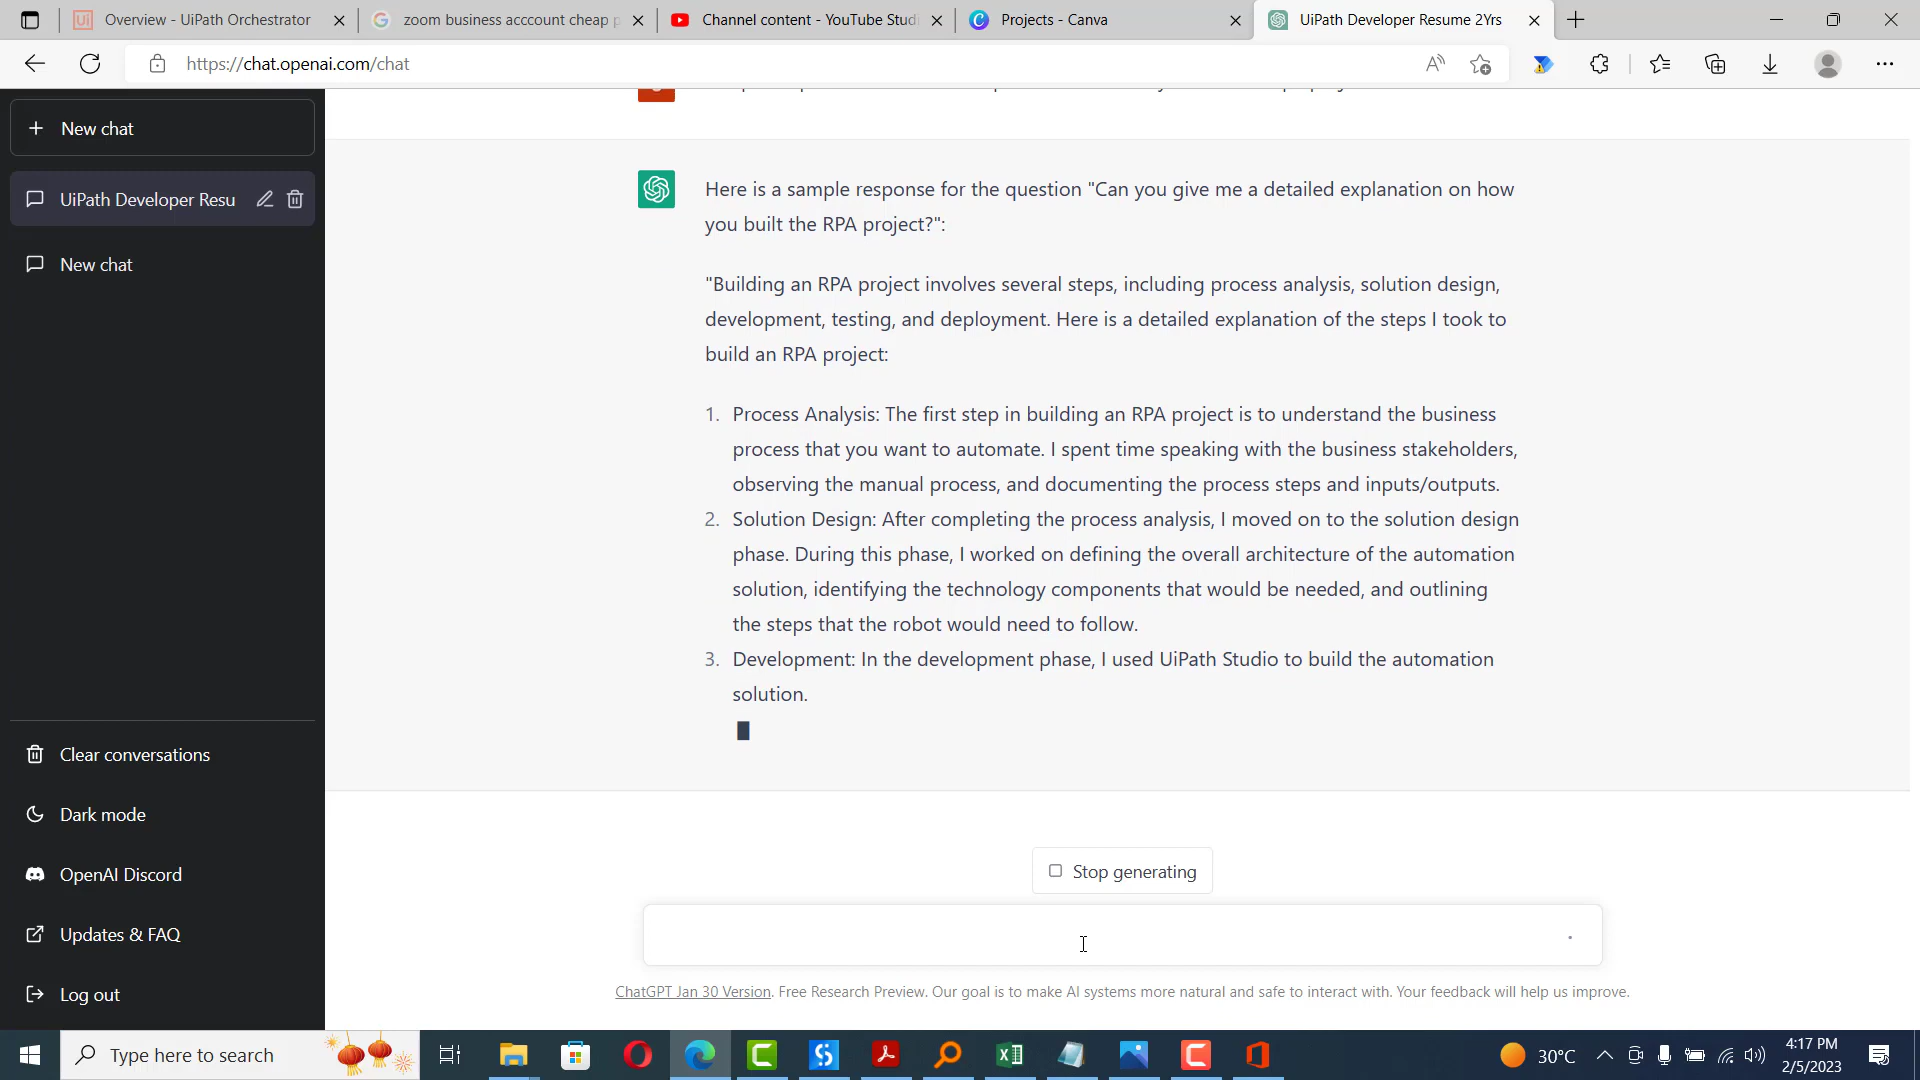 Overview - UiPath Orchestrator
zoom business acccount cheap p
Channel content - YouTube Stud
Projects - Canva
UiPath Developer Resume 2Yrs
https://chat.openai.com/chat
New chat
UiPath Developer Resu
New chat
Clear conversations
Dark mode
OpenAI Discord
Updates & FAQ
Log out
Here is a sample response for the question "Can you give me a detailed explanation on how
you built the RPA project?":
"Building an RPA project involves several steps, including process analysis, solution design,
development, testing, and deployment. Here is a detailed explanation of the steps I took to
build an RPA project:
1. Process Analysis: The first step in building an RPA project is to understand the business
process that you want to automate. I spent time speaking with the business stakeholders,
observing the manual process, and documenting the process steps and inputs/outputs.
2. Solution Design: After completing the process analysis, I moved on to the solution design
phase. During this phase, I worked on defining the overall architecture of the automation
solution, identifying the technology components that would be needed, and outlining
the steps that the robot would need to follow.
3. Development: In the development phase, I used UiPath Studio to build the automation
solution.
Stop generating
ChatGPT Jan 30 Version. Free Research Preview. Our goal is to make AI systems more natural and safe to interact with. Your feedback will help us improve.
Type here to search
30°C
4:17 PM
2/5/2023